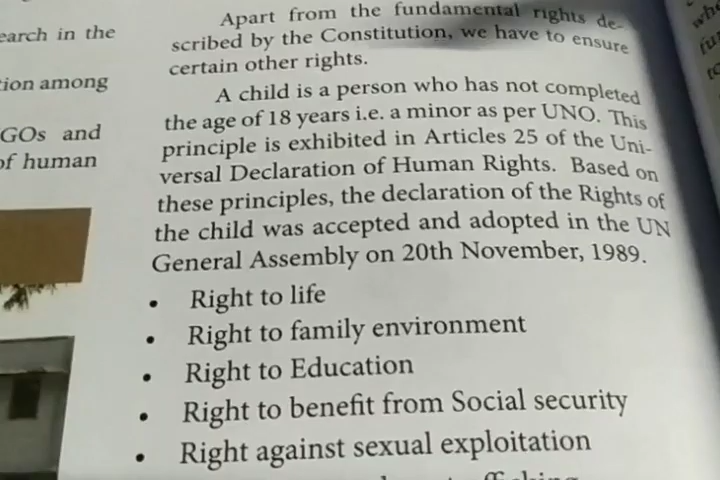 earch in the
tion among
GOs and
of human
Apart from the fundamental rights de-
scribed by the Constitution, we have to ensure
certain other rights.
A child is a person who has not completed
the age of 18 years i.e. a minor as per UNO. This
principle is exhibited in Articles 25 of the Uni-
versal Declaration of Human Rights. Based on
these principles, the declaration of the Rights of
the child was accepted and adopted in the UN
General Assembly on 20th November, 1989.
• Right to life
• Right to family environment
• Right to Education
• Right to benefit from Social security
• Right against sexual exploitation